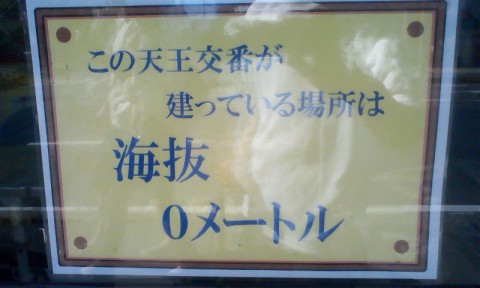 この天王交番が
建っている場所は
海抜
0メートル